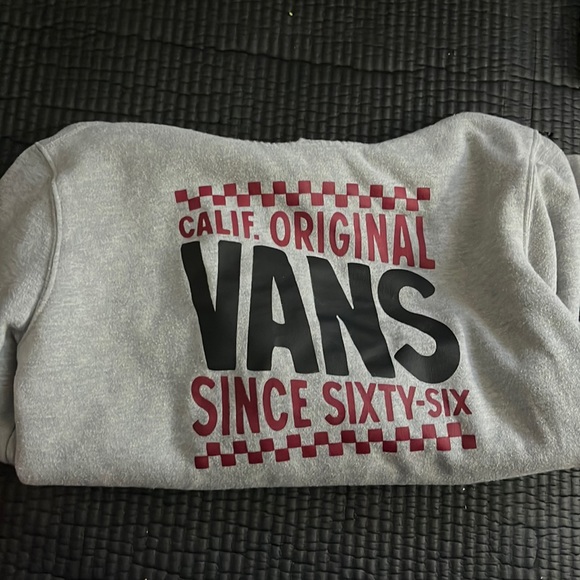 CALIF. ORIGINAL
VANS
SINCE SIXTY-SIX